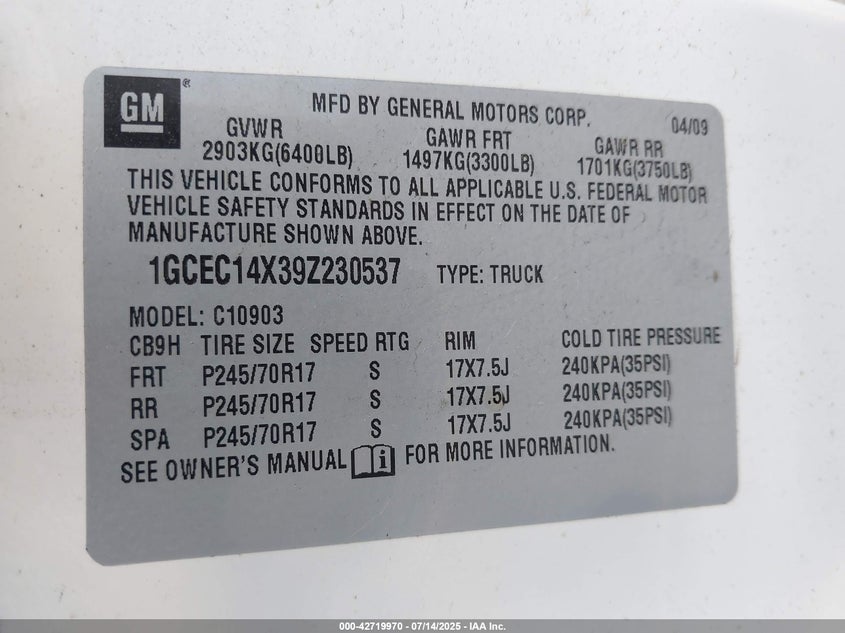 GM ®
MFD BY GENERAL MOTORS CORP. 04/09
GVWR GAWR FRT GAWR RR
2903KG(6400LB) 1497KG(3300LB) 1701KG(3750LB)
THIS VEHICLE CONFORMS TO ALL APPLICABLE U.S. FEDERAL MOTOR
VEHICLE SAFETY STANDARDS IN EFFECT ON THE DATE OF
MANUFACTURE SHOWN ABOVE.
1GCEC14X39Z230537 TYPE: TRUCK
MODEL: C10903
CB9H TIRE SIZE SPEED RTG RIM COLD TIRE PRESSURE
FRT P245/70R17 S 17X7.5J 240KPA(35PSI)
RR P245/70R17 S 17X7.5J 240KPA(35PSI)
SPA P245/70R17 S 17X7.5J 240KPA(35PSI)
SEE OWNER'S MANUAL i FOR MORE INFORMATION.
000-42719970 - 07/14/2025 - IAA Inc.